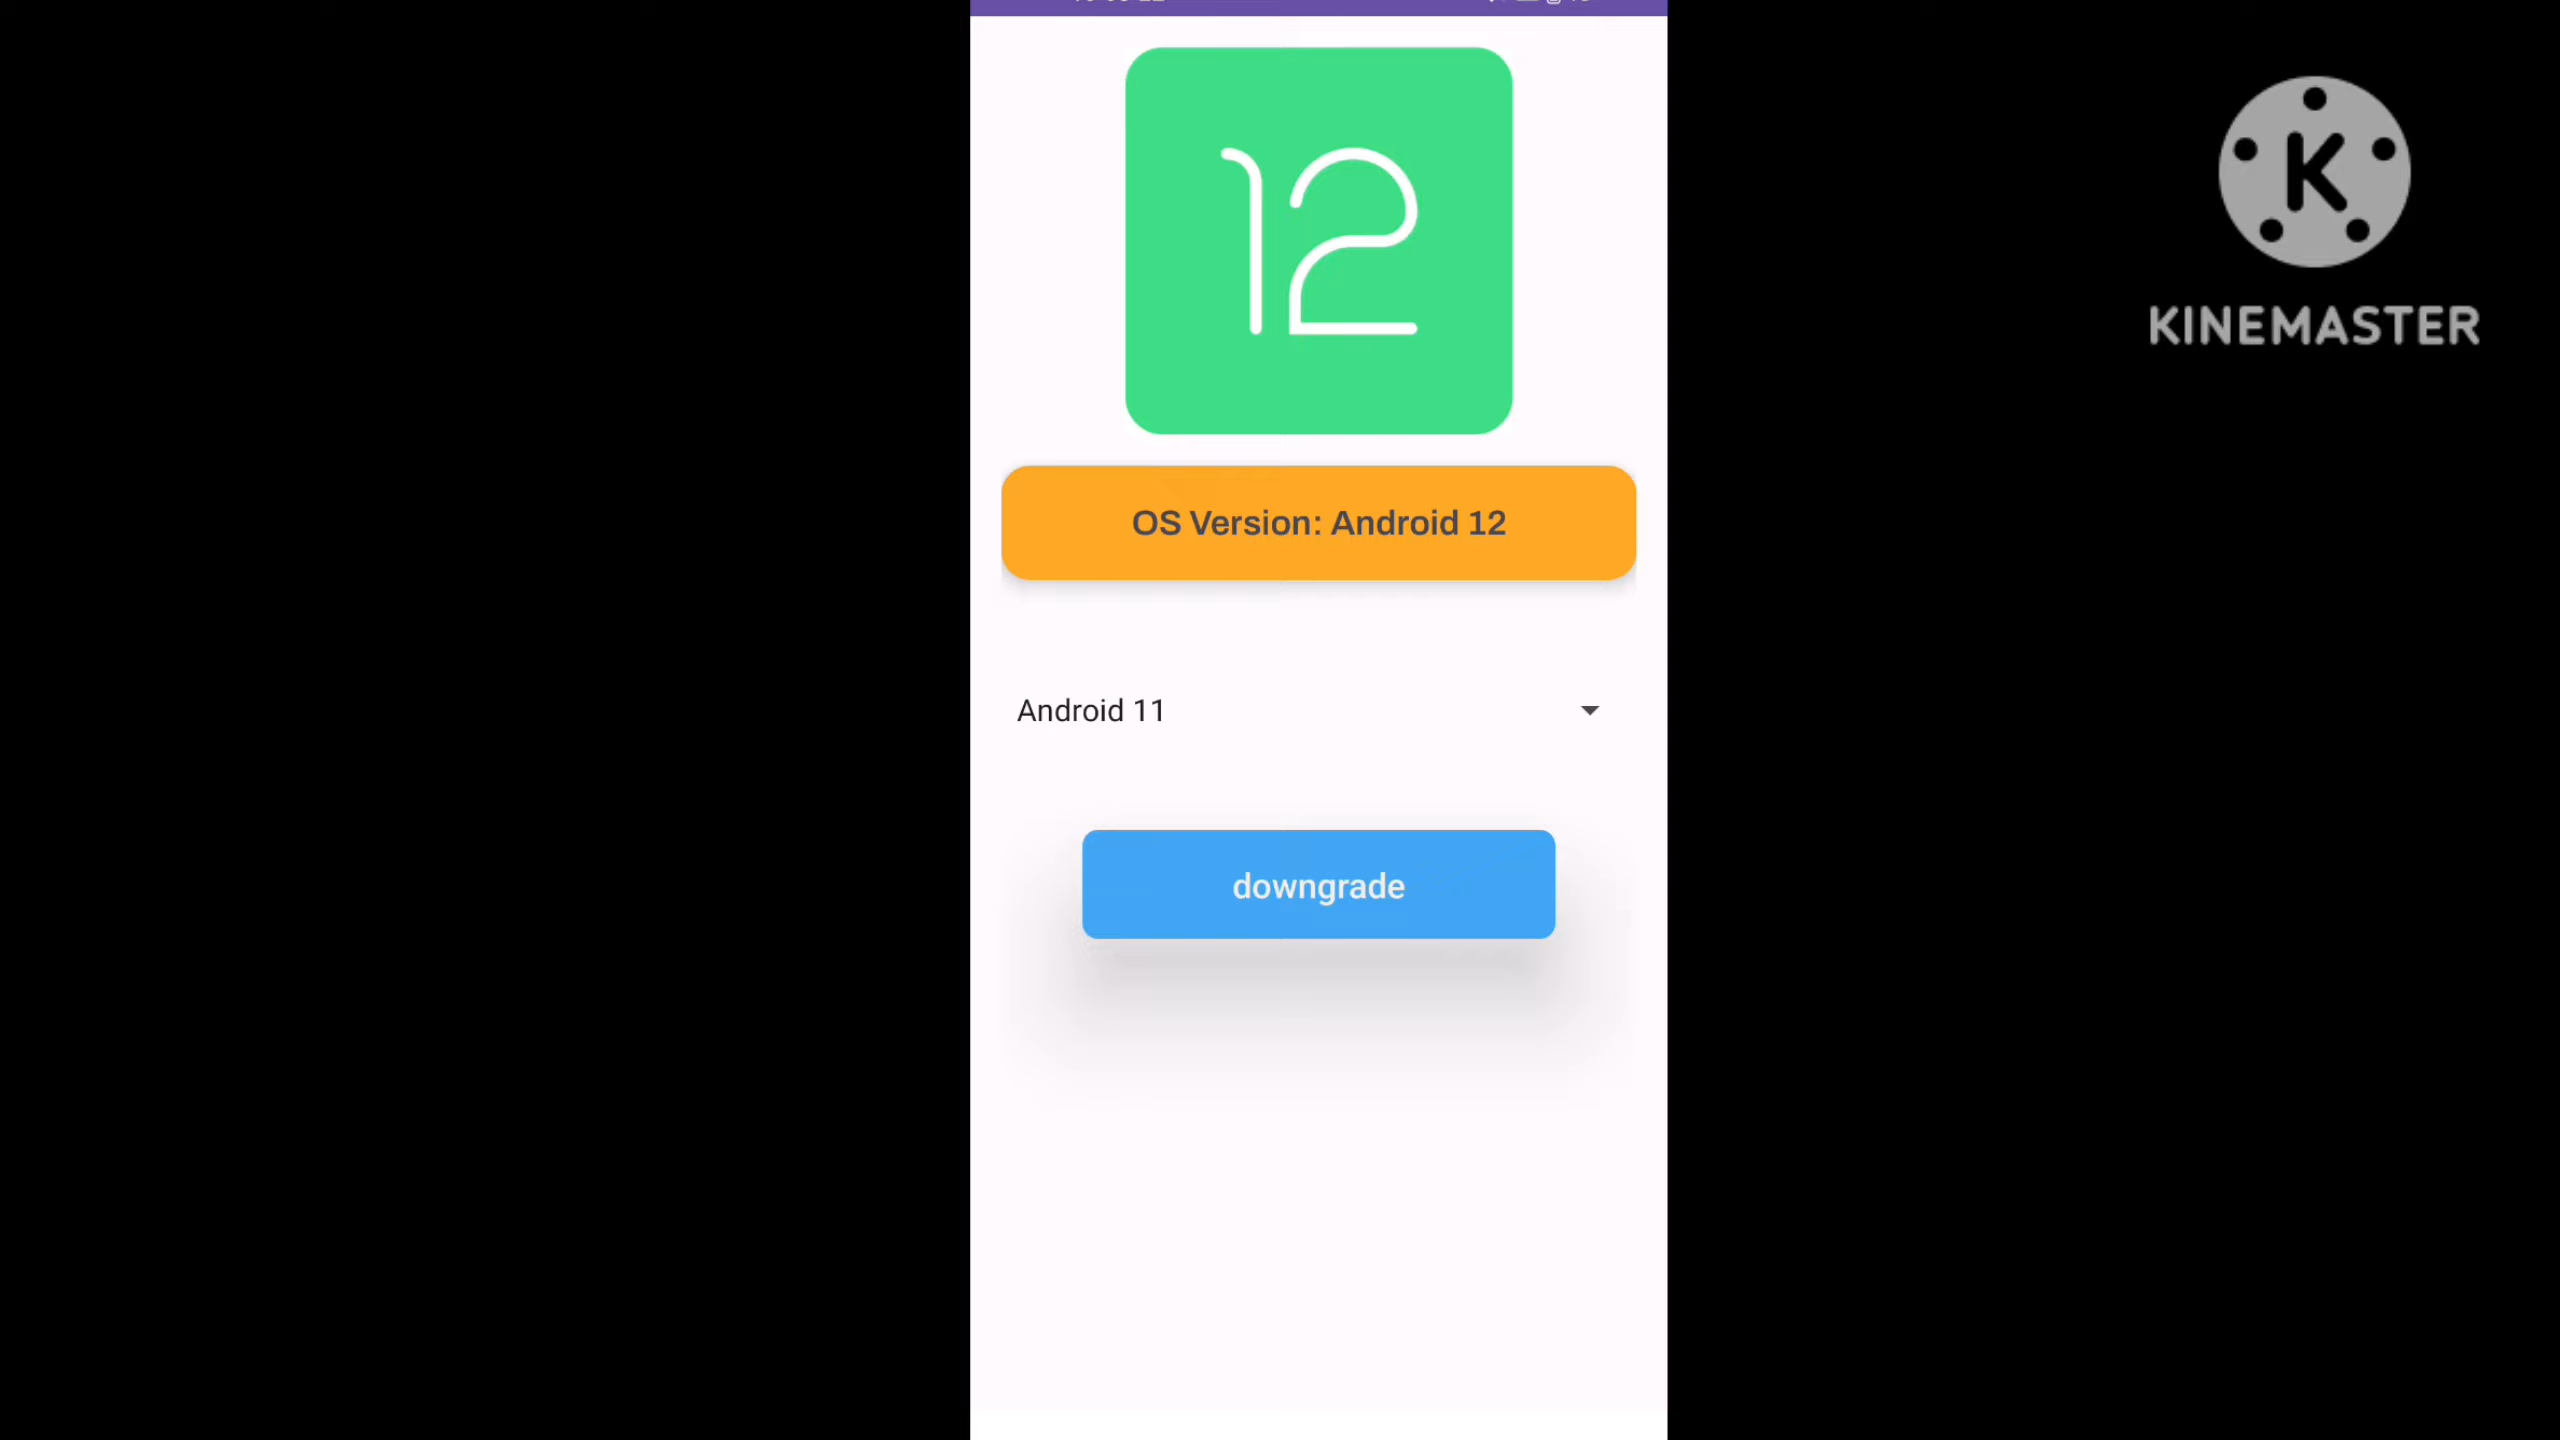 12
K
KINEMASTER
OS Version: Android 12
Android 11
downgrade